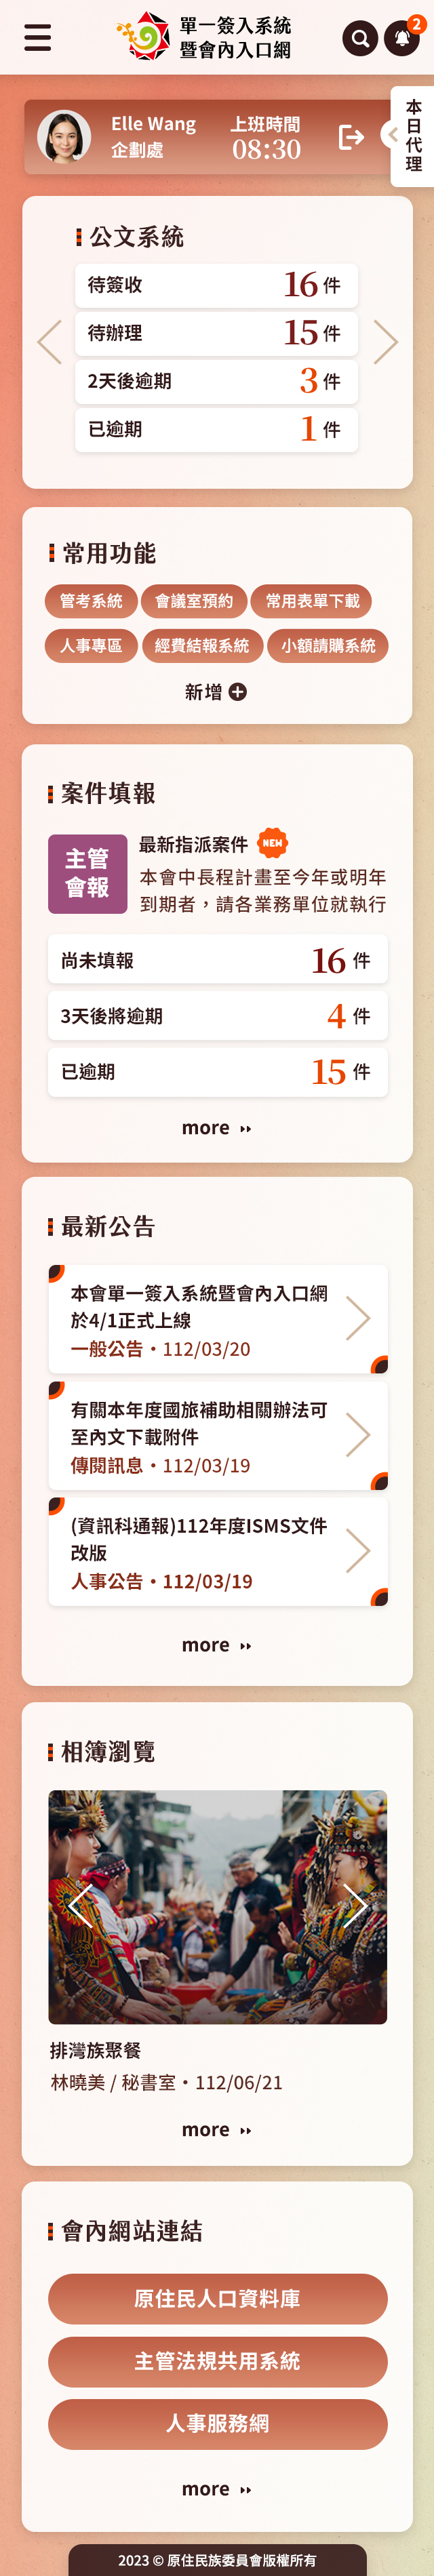 單一簽入系統
暨會內入口網
2
本日代理
Elle Wang
企劃處
上班時間
08:30
公文系統
待簽收 16 件
待辦理 15 件
2天後逾期 3 件
已逾期 1 件
常用功能
管考系統 會議室預約 常用表單下載
人事專區 經費結報系統 小額請購系統
新增
案件填報
主管
會報
最新指派案件 NEW
本會中長程計畫至今年或明年
到期者，請各業務單位就執行
尚未填報 16 件
3天後將逾期 4 件
已逾期 15 件
more
最新公告
本會單一簽入系統暨會內入口網
於4/1正式上線
一般公告・112/03/20
有關本年度國旅補助相關辦法可
至內文下載附件
傳閱訊息・112/03/19
(資訊科通報)112年度ISMS文件
改版
人事公告・112/03/19
more
相簿瀏覽
排灣族聚餐
林曉美 / 秘書室・112/06/21
more
會內網站連結
原住民人口資料庫
主管法規共用系統
人事服務網
more
2023 © 原住民族委員會版權所有